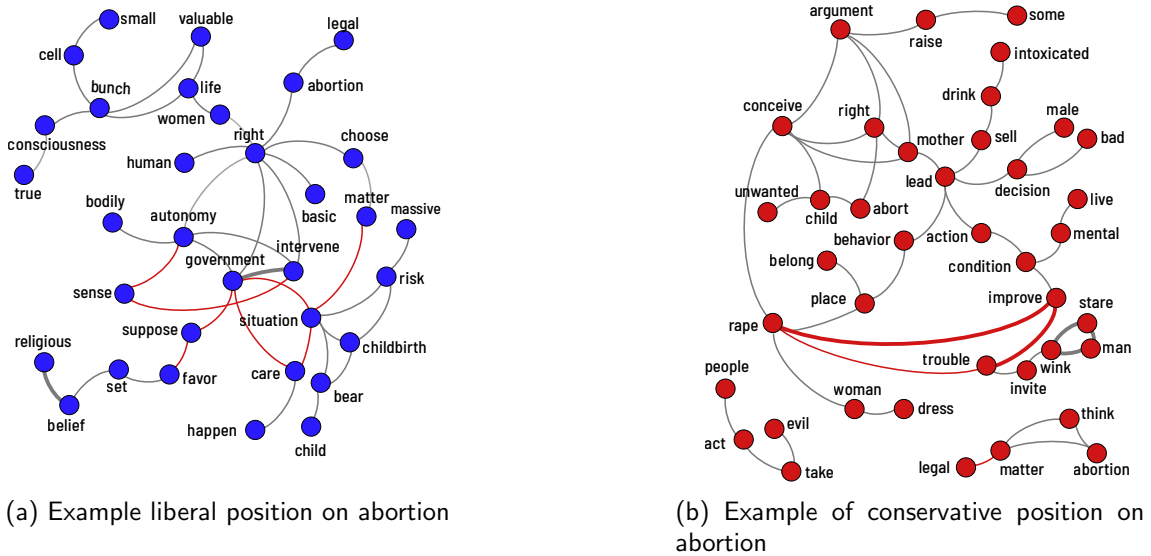 small
valuable
legal
cell
bunch
life
abortion
women
right
choose
consciousness
human
true
basic
matter
massive
bodily
autonomy
intervene
government
risk
sense
situation
suppose
childbirth
religious
set
favor
care
bear
belief
happen
child
(a) Example liberal position on abortion
argument
some
raise
intoxicated
drink
conceive
right
male
bad
mother
sell
lead
decision
unwanted
child
abort
live
behavior
action
mental
belong
condition
place
improve
stare
rape
trouble
wink
man
people
invite
woman
dress
evil
think
act
take
legal
matter
abortion
(b) Example of conservative position on
abortion